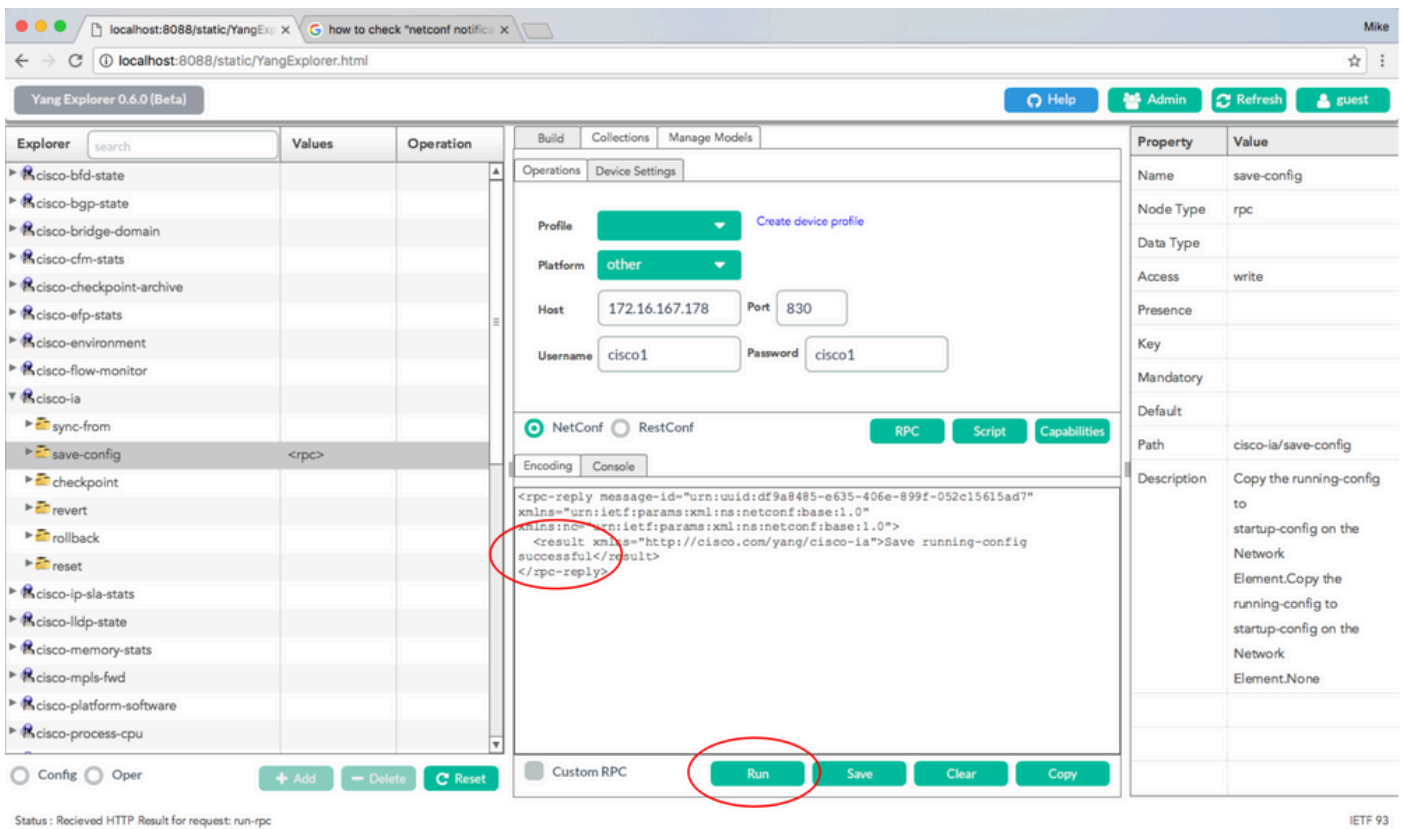 localhost:8088/static/YangExp
how to check "netconf notifica
Mike
localhost:8088/static/YangExplorer.html
Yang Explorer 0.6.0 (Beta)
Help
Admin
Refresh
guest
Explorer
search
Values
Operation
cisco-bfd-state
cisco-bgp-state
cisco-bridge-domain
cisco-cfm-stats
cisco-checkpoint-archive
cisco-efp-stats
cisco-environment
cisco-flow-monitor
cisco-ia
sync-from
save-config <rpc>
checkpoint
revert
rollback
reset
cisco-ip-sla-stats
cisco-lldp-state
cisco-memory-stats
cisco-mpls-fwd
cisco-platform-software
cisco-process-cpu
Config Oper
Add
Delete
Reset
Build Collections Manage Models
Operations Device Settings
Profile
Create device profile
Platform other
Host 172.16.167.178 Port 830
Username cisco1 Password cisco1
NetConf RestConf
RPC Script Capabilities
Encoding Console
<rpc-reply message-id="urn:uuid:df9a8485-e635-406e-899f-052c15615ad7"
xmlns="urn:ietf:params:xml:ns:netconf:base:1.0"
xmlns:nc="urn:ietf:params:xml:ns:netconf:base:1.0">
<result xmlns="http://cisco.com/yang/cisco-ia">Save running-config
successful</result>
</rpc-reply>
Custom RPC
Run Save Clear Copy
Property Value
Name save-config
Node Type rpc
Data Type
Access write
Presence
Key
Mandatory
Default
Path cisco-ia/save-config
Description Copy the running-config
to
startup-config on the
Network
Element.Copy the
running-config to
startup-config on the
Network
Element.None
Status : Recieved HTTP Result for request: run-rpc
IETF 93